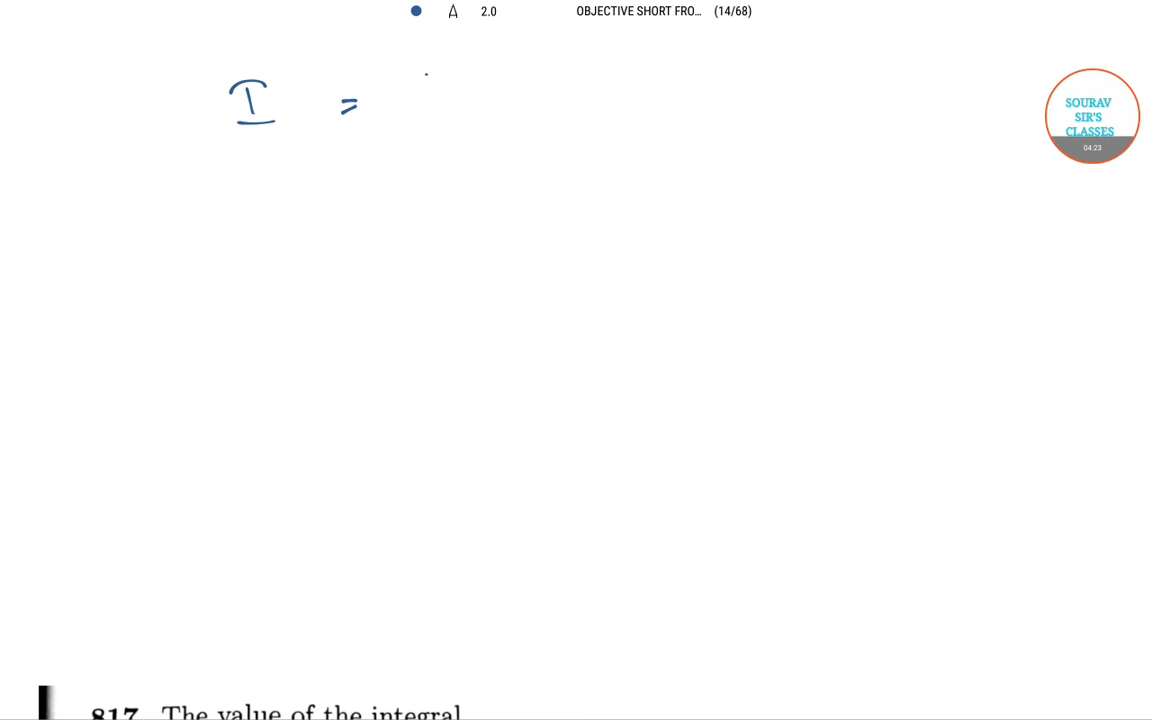 2.0 OBJECTIVE SHORT FRO... (14/68)
I =
SOURAV
SIR'S
CLASSES
04:23
817 The value of the integral